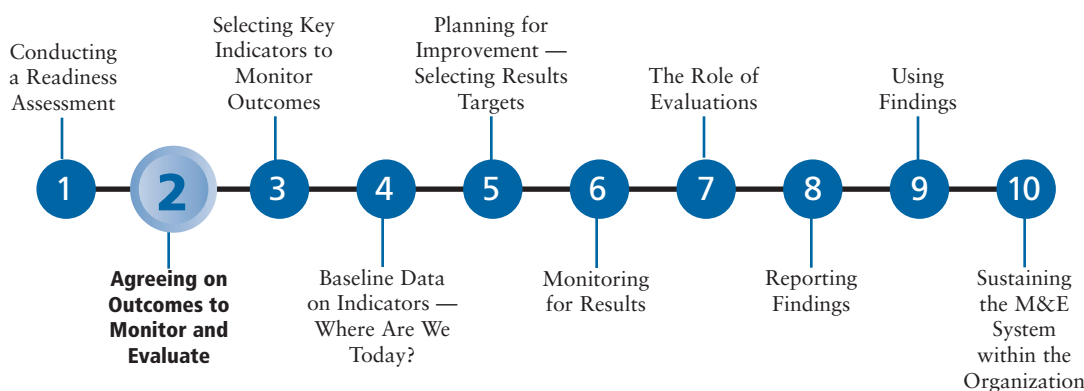 Conducting
a Readiness
Assessment
Selecting Key
Indicators to
Monitor
Outcomes
Planning for
Improvement —
Selecting Results
Targets
The Role of
Evaluations
Using
Findings
1
2
3
4
5
6
7
8
9
10
Agreeing on
Outcomes to
Monitor and
Evaluate
Baseline Data
on Indicators —
Where Are We
Today?
Monitoring
for Results
Reporting
Findings
Sustaining
the M&E
System
within the
Organization